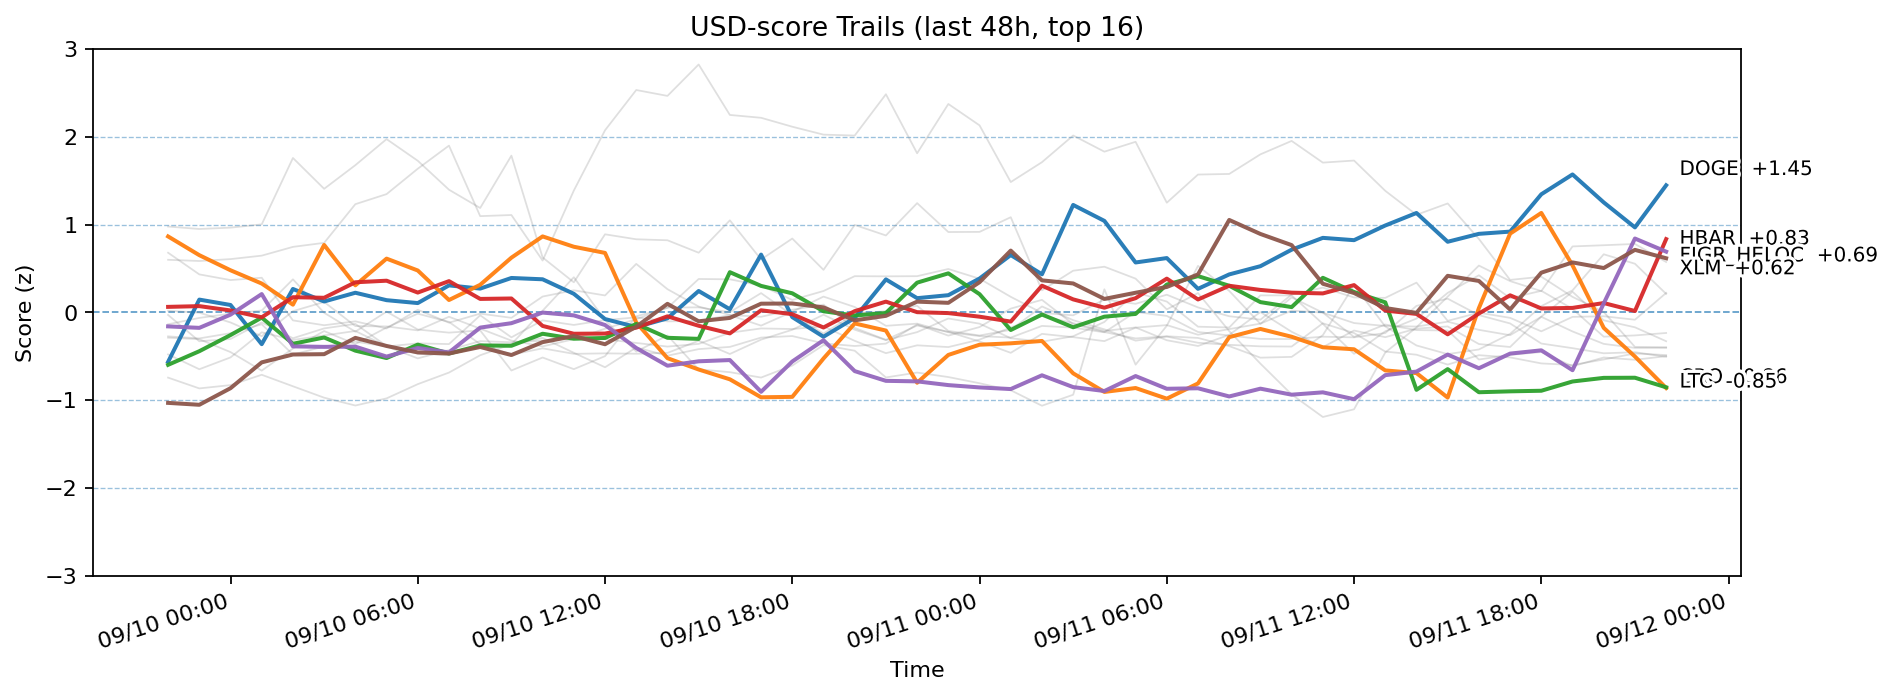 USD-score Trails (last 48h, top 16)
Score (z)
3
2
1
0
−1
−2
−3
DOGE +1.45
HBAR +0.83
FIGR_HELOC +0.69
XLM +0.62
LTC -0.85
09/10 00:00
09/10 06:00
09/10 12:00
09/10 18:00
09/11 00:00
09/11 06:00
09/11 12:00
09/11 18:00
09/12 00:00
Time